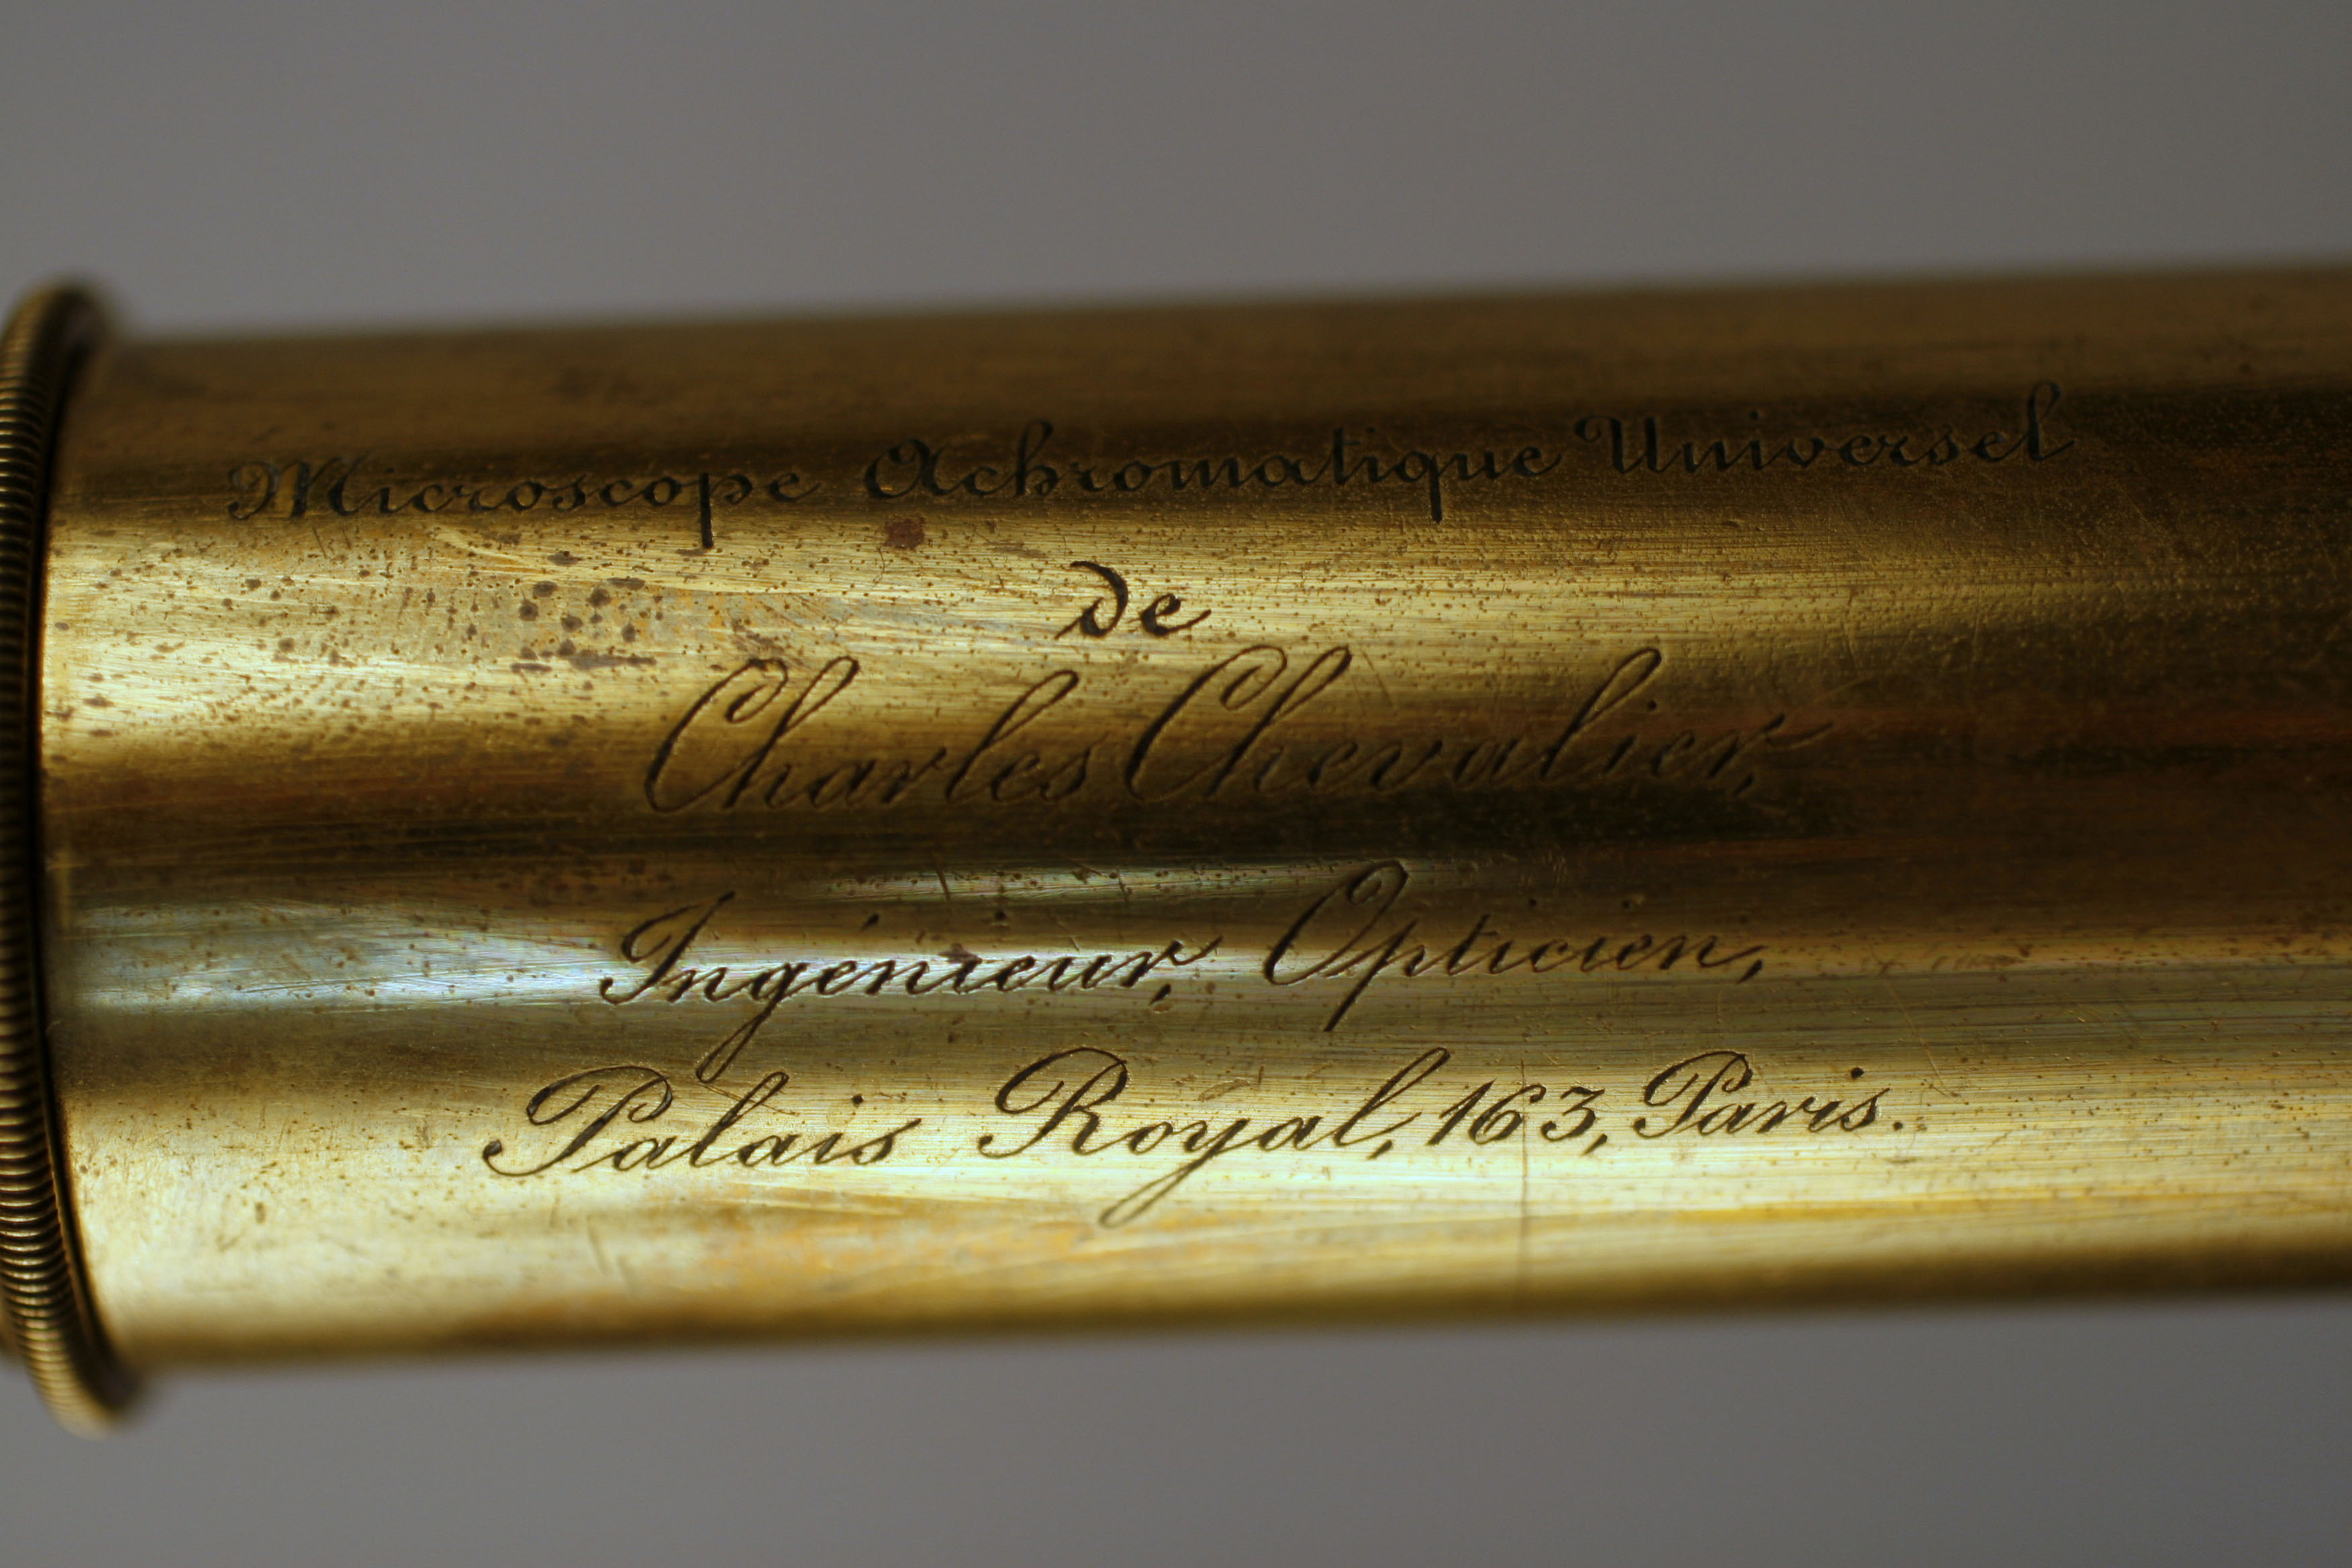 Microscope Achromatique Universel
de
Charles Chevalier,
Ingénieur, Opticien,
Palais Royal, 163, Paris.